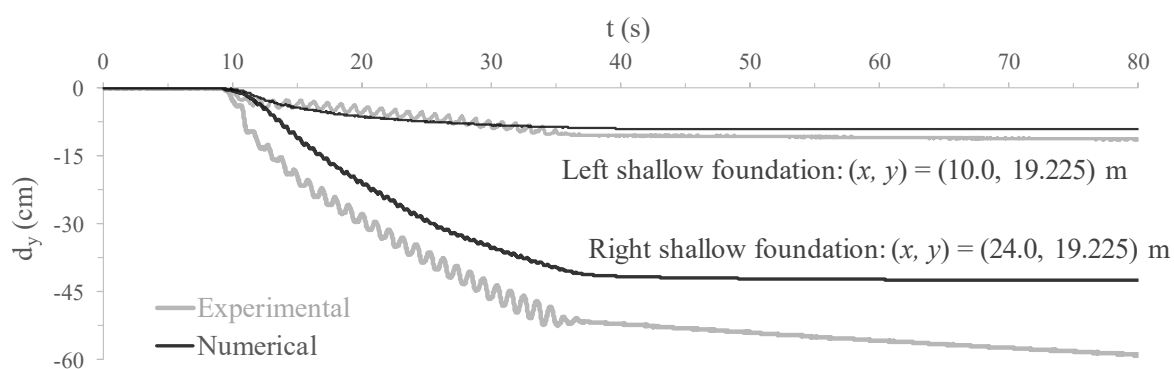 t (s)
0 10 20 30 40 50 60 70 80
0
-15
-30
-45
-60
d_y (cm)
Left shallow foundation: (x, y) = (10.0, 19.225) m
Right shallow foundation: (x, y) = (24.0, 19.225) m
Experimental
Numerical